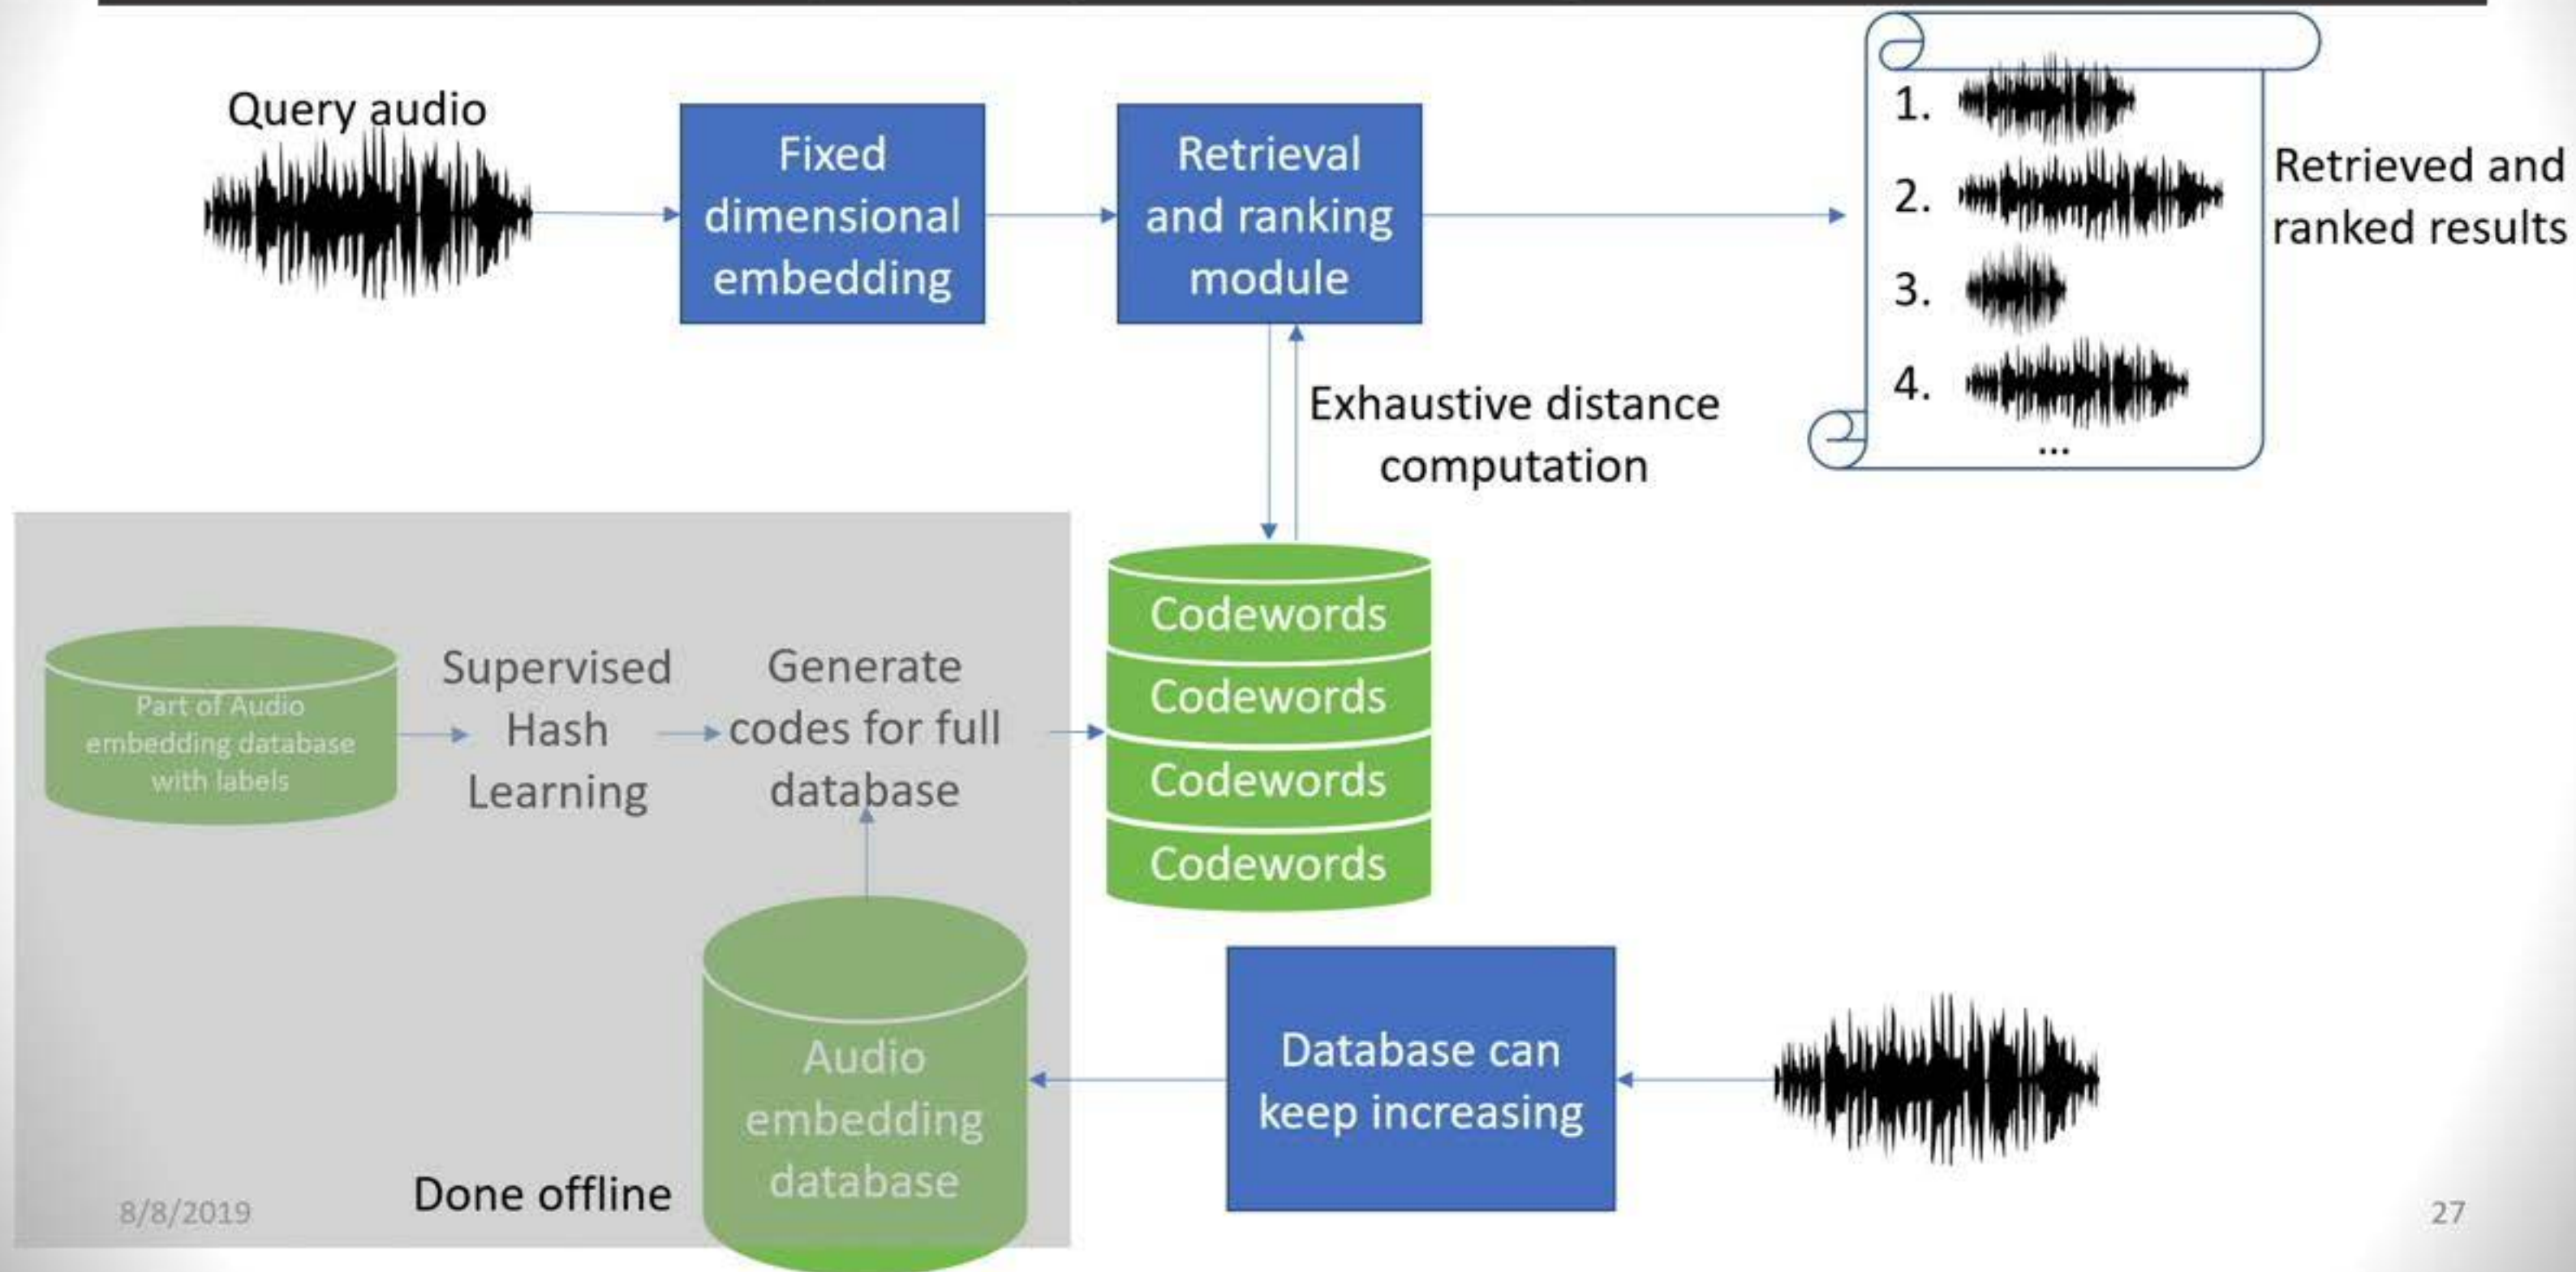 Query audio
Fixed
dimensional
embedding
Retrieval
and ranking
module
1.
2.
3.
4.
...
Retrieved and
ranked results
Exhaustive distance
computation
Part of Audio
embedding database
with labels
Supervised
Hash
Learning
Generate
codes for full
database
Codewords
Codewords
Codewords
Codewords
Audio
embedding
database
Database can
keep increasing
Done offline
8/8/2019
27